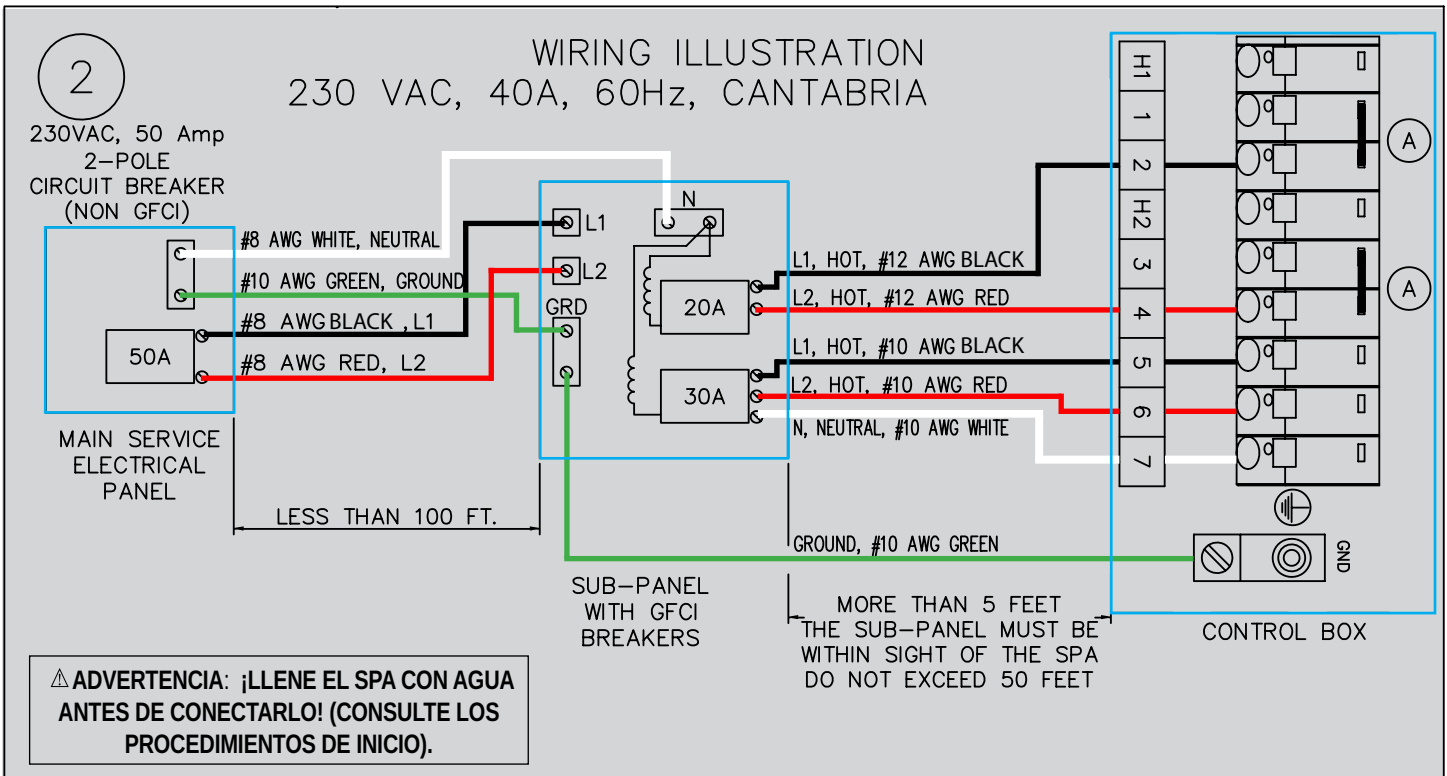 2
WIRING ILLUSTRATION
230 VAC, 40A, 60Hz, CANTABRIA
230VAC, 50 Amp
2-POLE
CIRCUIT BREAKER
(NON GFCI)
#8 AWG WHITE, NEUTRAL
#10 AWG GREEN, GROUND
#8 AWG BLACK , L1
#8 AWG RED, L2
50A
MAIN SERVICE
ELECTRICAL
PANEL
LESS THAN 100 FT.
L1
L2
GRD
N
20A
30A
SUB-PANEL
WITH GFCI
BREAKERS
L1, HOT, #12 AWG BLACK
L2, HOT, #12 AWG RED
L1, HOT, #10 AWG BLACK
L2, HOT, #10 AWG RED
N, NEUTRAL, #10 AWG WHITE
GROUND, #10 AWG GREEN
MORE THAN 5 FEET
THE SUB-PANEL MUST BE
WITHIN SIGHT OF THE SPA
DO NOT EXCEED 50 FEET
H1
1
2
H2
3
4
5
6
7
A
A
GND
CONTROL BOX
⚠ ADVERTENCIA: ¡LLENE EL SPA CON AGUA
ANTES DE CONECTARLO! (CONSULTE LOS
PROCEDIMIENTOS DE INICIO).